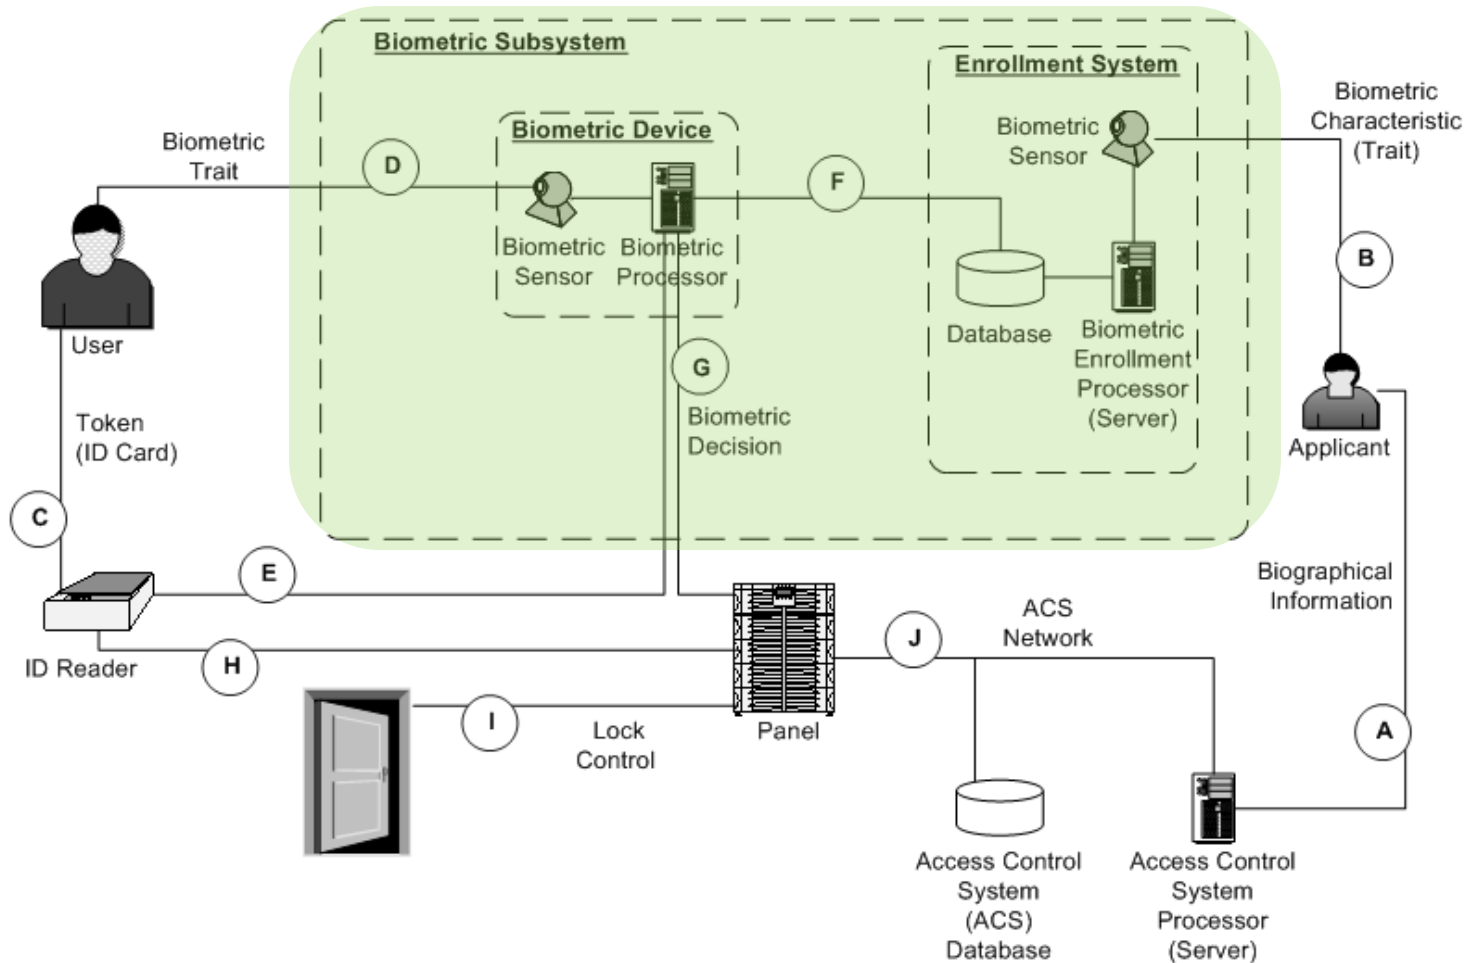 Biometric Subsystem
Enrollment System
Biometric
Characteristic
(Trait)
Biometric
Sensor
Biometric Device
Biometric
Trait
D
F
Biometric
Sensor
Biometric
Processor
B
User
Database
Biometric
Enrollment
Processor
(Server)
G
Biometric
Decision
Token
(ID Card)
Applicant
C
E
Biographical
Information
ACS
Network
J
H
ID Reader
I
Lock
Control
Panel
A
Access Control
System
(ACS)
Database
Access Control
System
Processor
(Server)